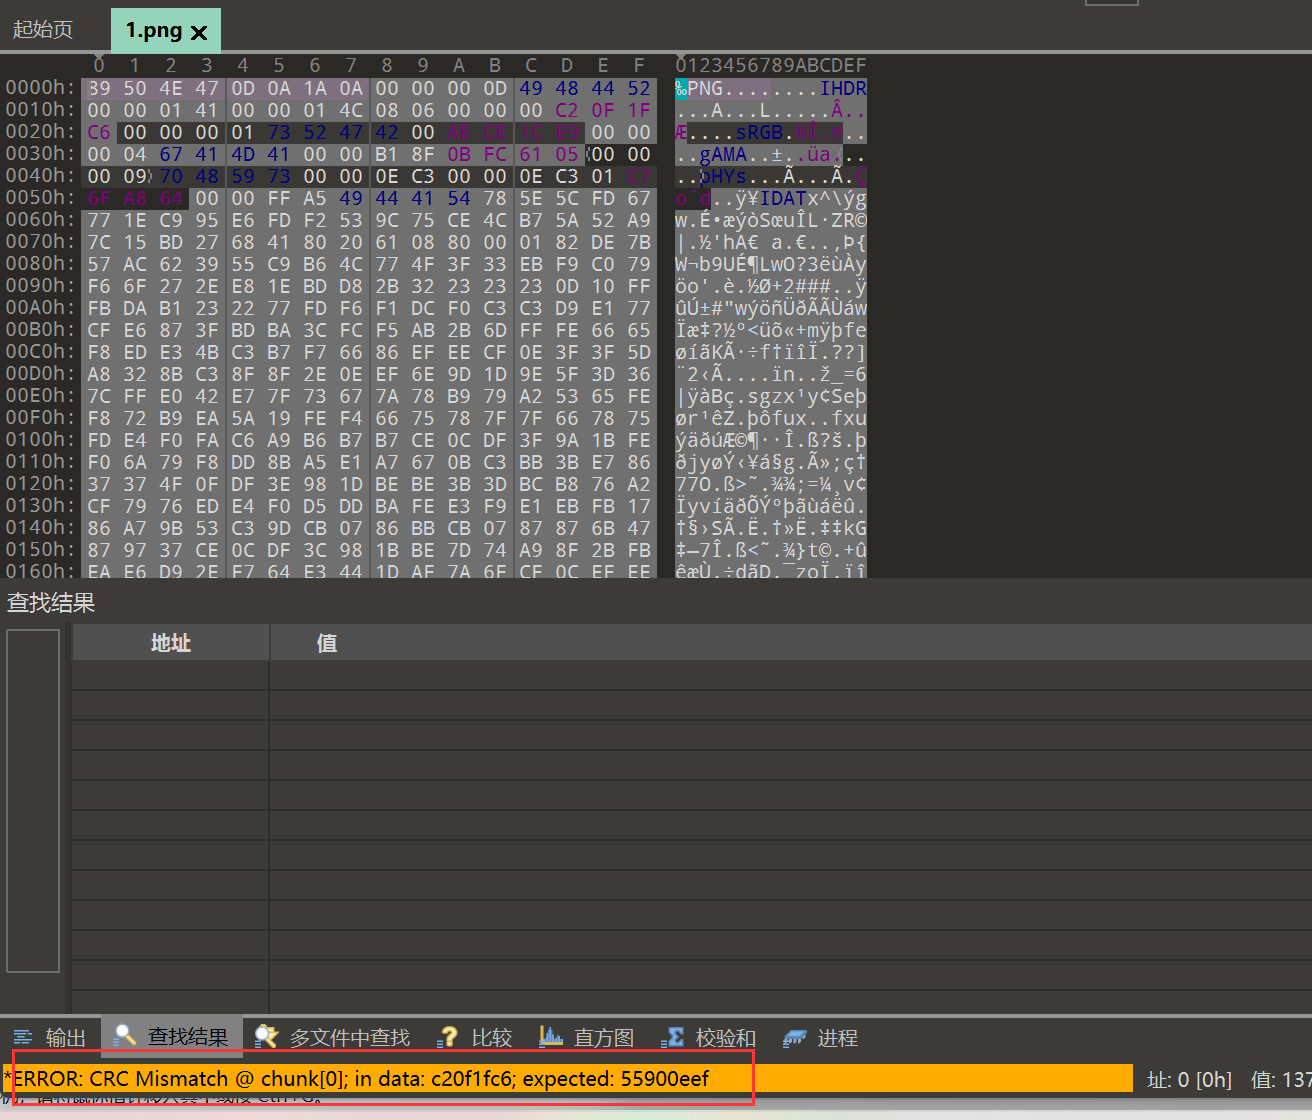 起始页 1.png
0 1 2 3 4 5 6 7 8 9 A B C D E F 0123456789ABCDEF
0000h: 89 50 4E 47 0D 0A 1A 0A 00 00 00 0D 49 48 44 52 ‰PNG........IHDR
0010h: 00 00 01 41 00 00 01 4C 08 06 00 00 00 C2 0F 1F ...A...L.....Â..
0020h: C6 00 00 00 01 73 52 47 42 00 AE CE 1C E9 00 00 Æ....sRGB.®Î.é..
0030h: 00 04 67 41 4D 41 00 00 B1 8F 0B FC 61 05 00 00 ..gAMA..±..üa...
0040h: 00 09 70 48 59 73 00 00 0E C3 00 00 0E C3 01 C7 ..pHYs...Ã...Ã.Ç
0050h: 6F A8 64 00 00 FF A5 49 44 41 54 78 5E 5C FD 67 o¨d..ÿ¥IDATx^\ýg
0060h: 77 1E C9 95 E6 FD F2 53 9C 75 CE 4C B7 5A 52 A9 w.É•æýòSœuÎL·ZR©
0070h: 7C 15 BD 27 68 41 80 20 61 08 80 00 01 82 DE 7B |.½'hA€ a.€..‚Þ{
0080h: 57 AC 62 39 55 C9 B6 4C 77 4F 3F 33 EB F9 C0 79 W¬b9UÉ¶LwO?3ëùÀy
0090h: F6 6F 27 2E E8 1E BD D8 2B 32 23 23 23 0D 10 FF öo'.è.½Ø+2###..ÿ
00A0h: FB DA B1 23 22 77 FD F6 F1 DC F0 C3 C3 D9 E1 77 ûÚ±#"wýöñÜðÃÃÙáw
00B0h: CF E6 87 3F BD BA 3C FC F5 AB 2B 6D FF FE 66 65 Ïæ‡?½º<üõ«+mÿþfe
00C0h: F8 ED E3 4B C3 B7 F7 66 86 EF EE CF 0E 3F 3F 5D øíãKÃ·÷f†ïîÏ.??]
00D0h: A8 32 8B C3 8F 8F 2E 0E EF 6E 9D 1D 9E 5F 3D 36 ¨2‹Ã....ïn..ž_=6
00E0h: 7C FF E0 42 E7 7F 73 67 7A 78 B9 79 A2 53 65 FE |ÿàBç.sgzx¹y¢Seþ
00F0h: F8 72 B9 EA 5A 19 FE F4 66 75 78 7F 7F 66 78 75 ør¹êZ.þôfux..fxu
0100h: FD E4 F0 FA C6 A9 B6 B7 B7 CE 0C DF 3F 9A 1B FE ýäðúÆ©¶··Î.ß?š.þ
0110h: F0 6A 79 F8 DD 8B A5 E1 A7 67 0B C3 BB 3B E7 86 ðjyøÝ‹¥á§g.Ã»;ç†
0120h: 37 37 4F 0F DF 3E 98 1D BE BE 3B 3D BC B8 76 A2 77O.ß>˜.¾¾;=¼¸v¢
0130h: CF 79 76 ED E4 F0 D5 DD BA FE E3 F9 E1 EB FB 17 ÏyvíäðÕÝºþãùáëû.
0140h: 86 A7 9B 53 C3 9D CB 07 86 BB CB 07 87 87 6B 47 †§›SÃ.Ë.†»Ë.‡‡kG
0150h: 87 97 37 CE 0C DF 3C 98 1B BE 7D 74 A9 8F 2B FB ‡—7Î.ß<˜.¾}t©.+û
0160h: EA E6 D9 2E F7 64 E3 44 1D AF 7A 6F CF 0C EF EE êæÙ.÷dãD.¯zoÏ.ïî
查找结果
地址 值
输出 查找结果 多文件中查找 比较 直方图 校验和 进程
*ERROR: CRC Mismatch @ chunk[0]; in data: c20f1fc6; expected: 55900eef 址: 0 [0h] 值: 137